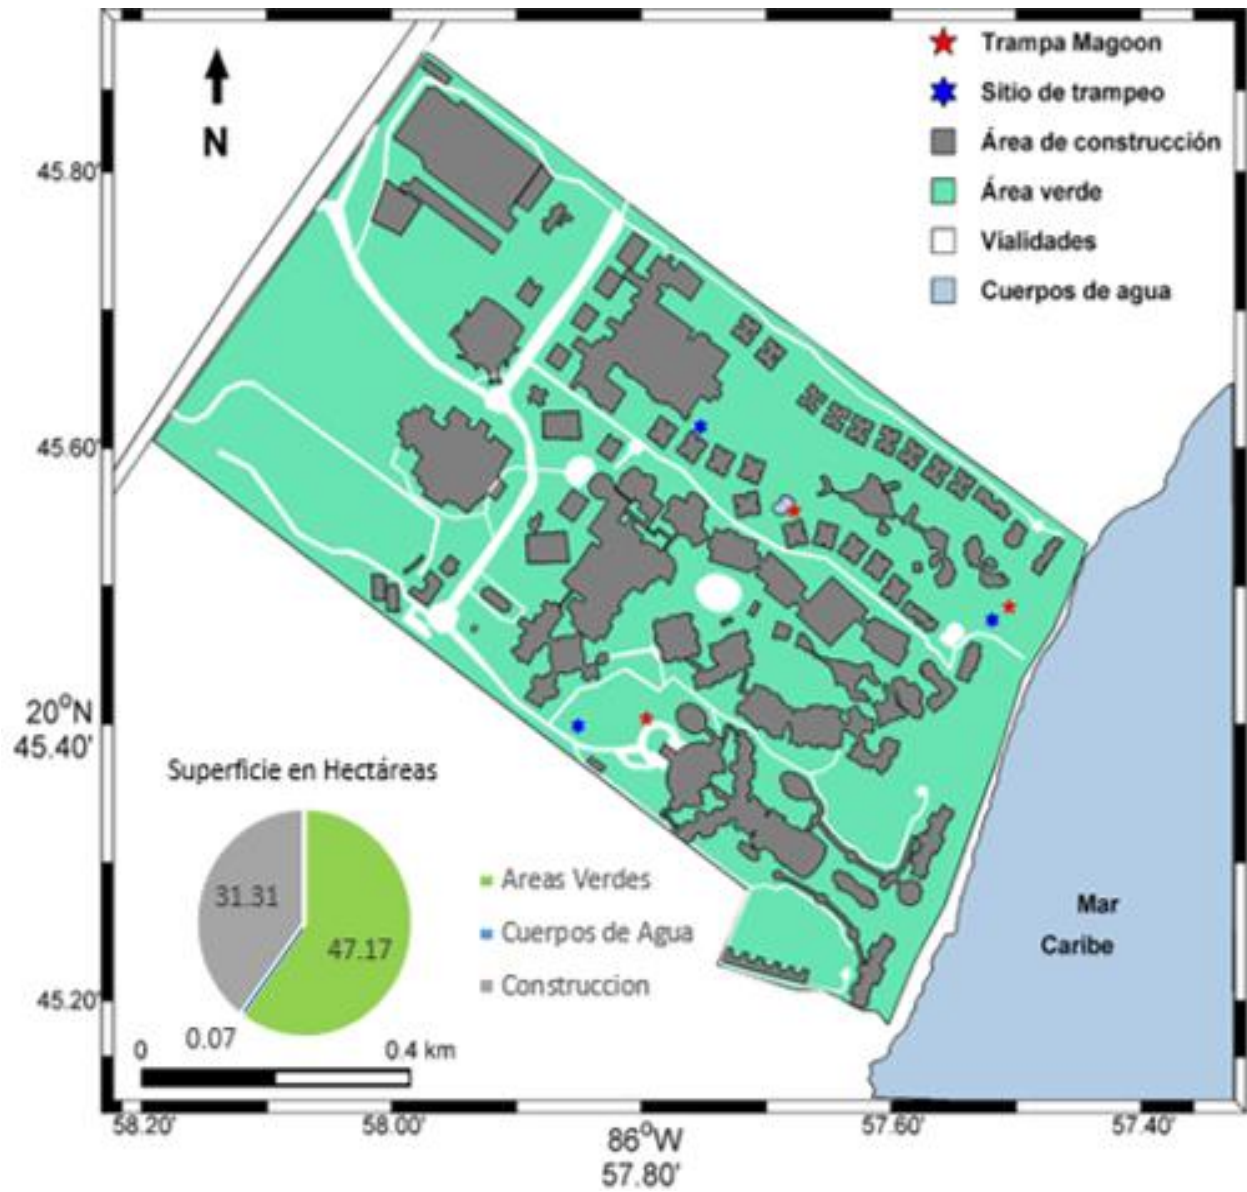 Trampa Magoon
Sitio de trampeo
Área de construcción
Área verde
Vialidades
Cuerpos de agua
N
45.80'
45.60'
20°N
45.40'
45.20'
Superficie en Hectáreas
31.31
47.17
0.07
Areas Verdes
Cuerpos de Agua
Construccion
0
0.4 km
Mar
Caribe
58.20'
58.00'
86°W
57.80'
57.60'
57.40'